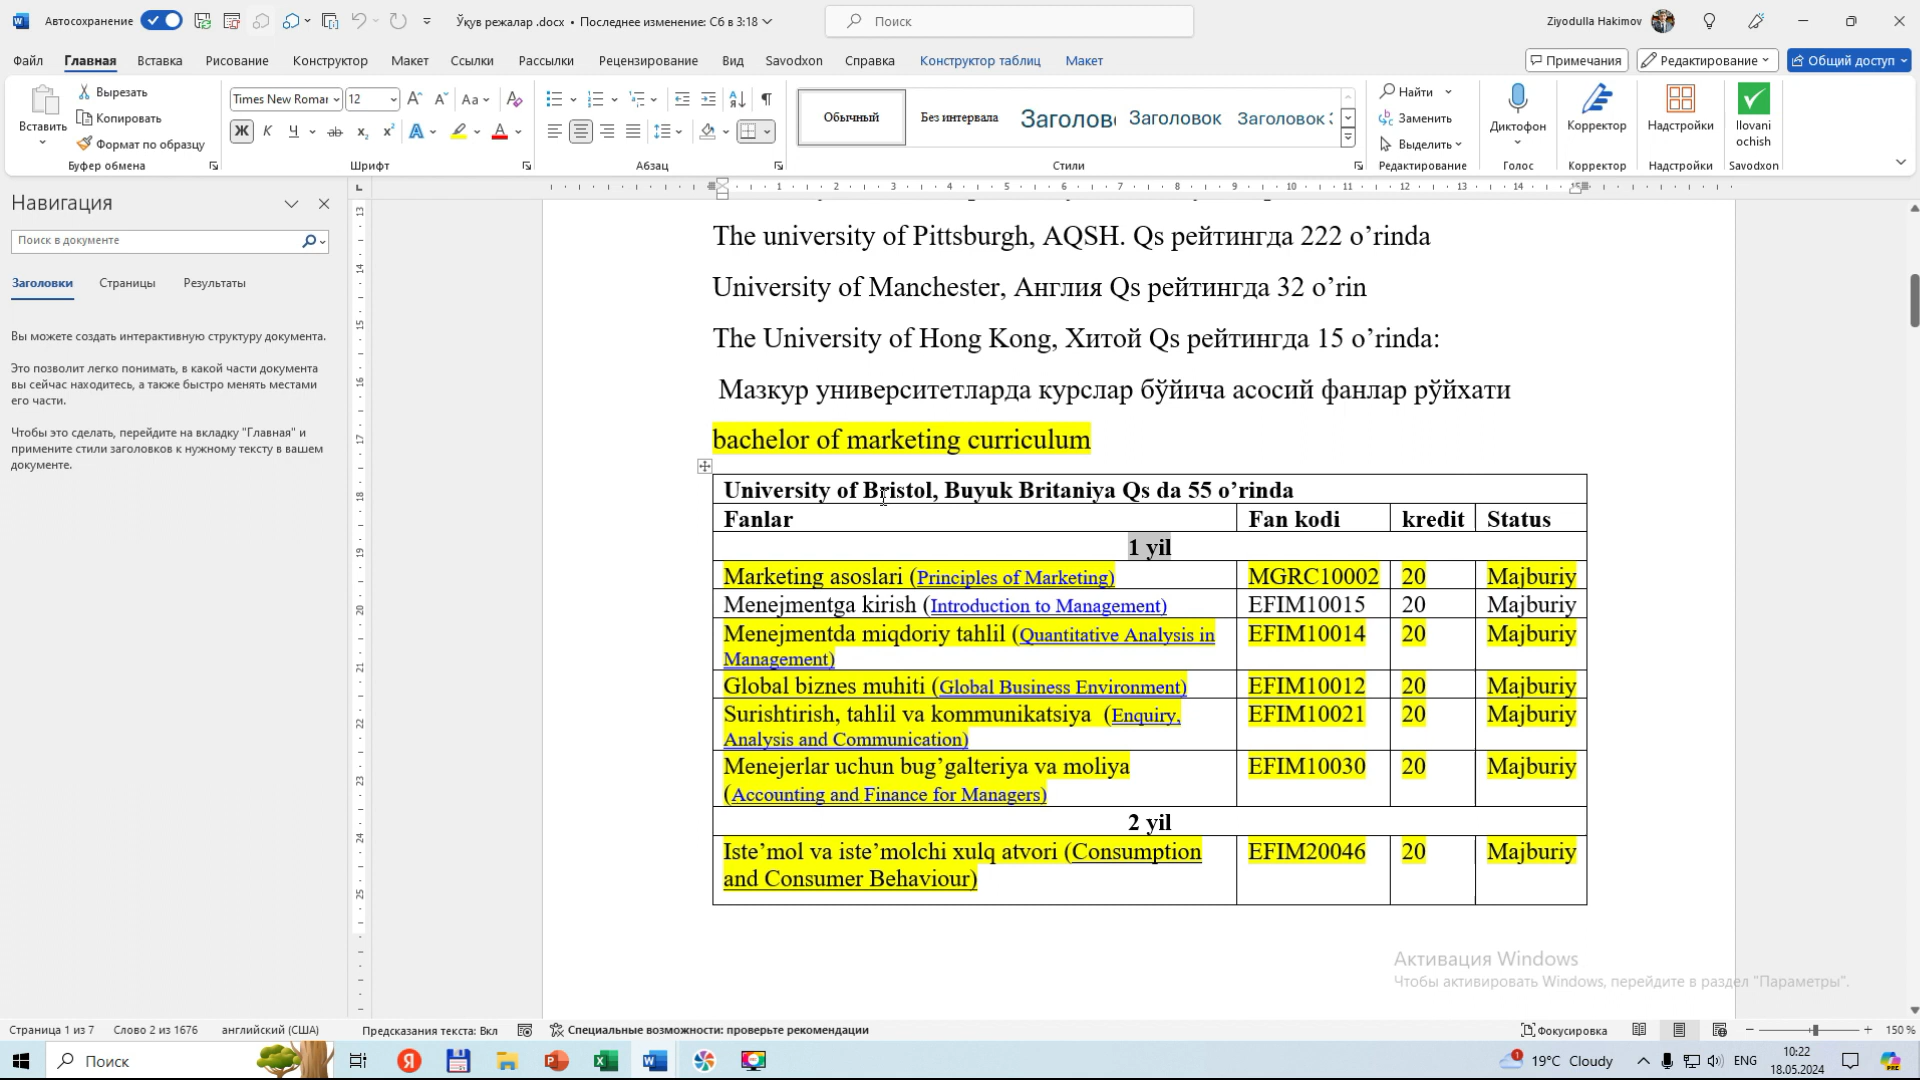 Автосохранение
Ўқув режалар .docx • Последнее изменение: Сб в 3:18
Поиск
Ziyodulla Hakimov
Файл Главная Вставка Рисование Конструктор Макет Ссылки Рассылки Рецензирование Вид Savodxon Справка Конструктор таблиц Макет
Примечания Редактирование Общий доступ
Вставить
Вырезать
Копировать
Формат по образцу
Буфер обмена
Times New Roman 12
Шрифт
Абзац
Обычный Без интервала Заголово Заголовок Заголовок
Стили
Найти
Заменить
Выделить
Редактирование
Диктофон
Голос
Корректор
Корректор
Надстройки
Надстройки
Ilovani ochish
Savodxon
Навигация
Поиск в документе
Заголовки Страницы Результаты
Вы можете создать интерактивную структуру документа.
Это позволит легко понимать, в какой части документа
вы сейчас находитесь, а также быстро менять местами
его части.
Чтобы это сделать, перейдите на вкладку "Главная" и
примените стили заголовков к нужному тексту в вашем
документе.
The university of Pittsburgh, AQSH. Qs рейтингда 222 o’rinda
University of Manchester, Англия Qs рейтингда 32 o’rin
The University of Hong Kong, Хитой Qs рейтингда 15 o’rinda:
Мазкур университетларда курслар бўйича асосий фанлар рўйхати
bachelor of marketing curriculum
University of Bristol, Buyuk Britaniya Qs da 55 o’rinda
Fanlar Fan kodi kredit Status
1 yil
Marketing asoslari (Principles of Marketing) MGRC10002 20 Majburiy
Menejmentga kirish (Introduction to Management) EFIM10015 20 Majburiy
Menejmentda miqdoriy tahlil (Quantitative Analysis in EFIM10014 20 Majburiy
Management)
Global biznes muhiti (Global Business Environment) EFIM10012 20 Majburiy
Surishtirish, tahlil va kommunikatsiya (Enquiry, EFIM10021 20 Majburiy
Analysis and Communication)
Menejerlar uchun bug’galteriya va moliya EFIM10030 20 Majburiy
(Accounting and Finance for Managers)
2 yil
Iste’mol va iste’molchi xulq atvori (Consumption EFIM20046 20 Majburiy
and Consumer Behaviour)
Активация Windows
Чтобы активировать Windows, перейдите в раздел "Параметры".
Страница 1 из 7 Слово 2 из 1676 английский (США) Предсказания текста: Вкл Специальные возможности: проверьте рекомендации
Фокусировка 150 %
Поиск
19°C Cloudy
ENG
10:22
18.05.2024